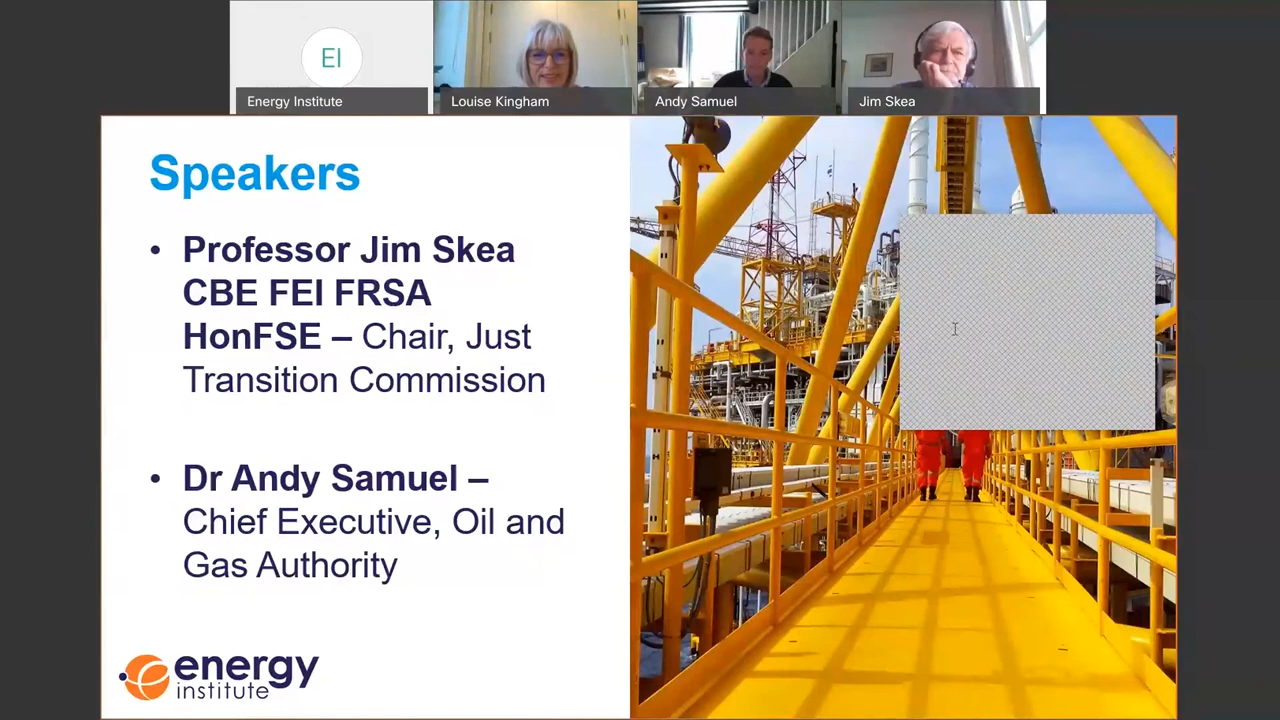 EI
Energy Institute
Louise Kingham
Andy Samuel
Jim Skea
Speakers
• Professor Jim Skea
CBE FEI FRSA
HonFSE – Chair, Just
Transition Commission
• Dr Andy Samuel –
Chief Executive, Oil and
Gas Authority
energy
institute